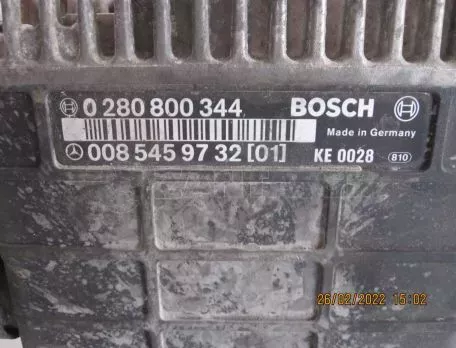 0 280 800 344 BOSCH
Made in Germany
008 545 97 32 [01] KE 0028 810
26/02/2022 15:02